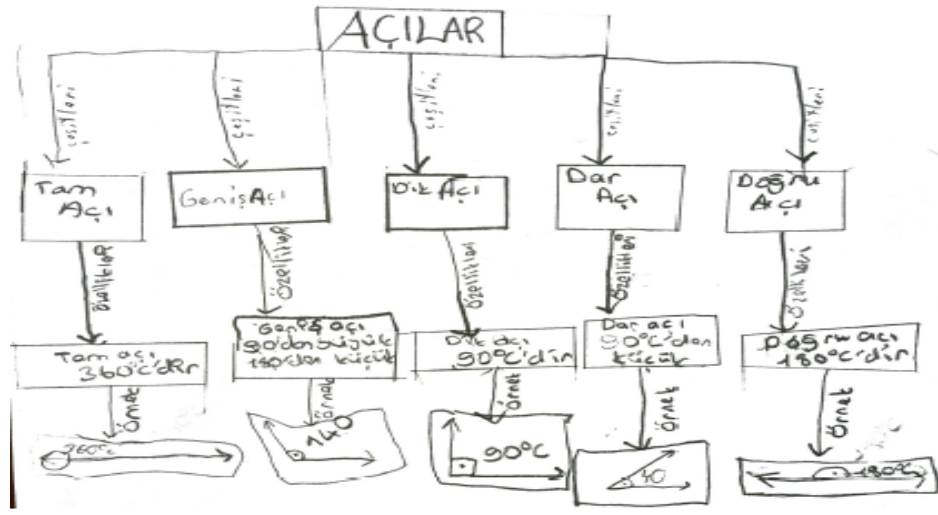 AÇILAR
çeşitleri
çeşitleri
çeşitleri
çeşitleri
çeşitleri
Tam
Açı
Geniş Açı
Dik Açı
Dar
Açı
Doğru
Açı
özellikleri
özellikleri
özellikleri
özellikleri
özellikleri
Tam açı
360°C'dir
Geniş açı
90'dan büyük
180'den küçük
Dik açı
90°C'dir
Dar açı
90°C'den
küçük
Doğru açı
180°C'dir
Örnek
Örnek
Örnek
Örnek
Örnek
360°C
140
90°C
40
180°C